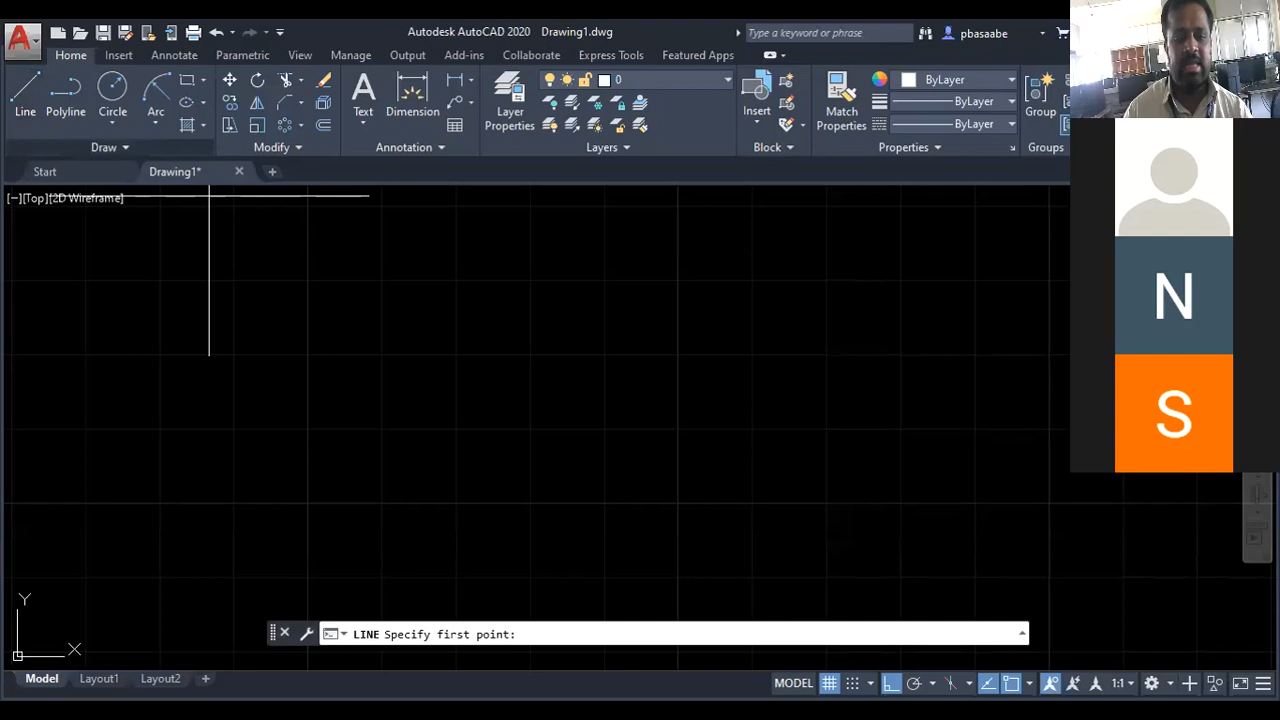 Autodesk AutoCAD 2020 Drawing1.dwg
Type a keyword or phrase
pbasaabe
Home Insert Annotate Parametric View Manage Output Add-ins Collaborate Express Tools Featured Apps
0
ByLayer
ByLayer
ByLayer
Line Polyline Circle Arc Text Dimension Layer Properties Insert Match Properties Group
Draw Modify Annotation Layers Block Properties Groups
Start Drawing1*
[−][Top][2D Wireframe]
N
S
Y
X
LINE Specify first point:
Model Layout1 Layout2 +
MODEL 1:1